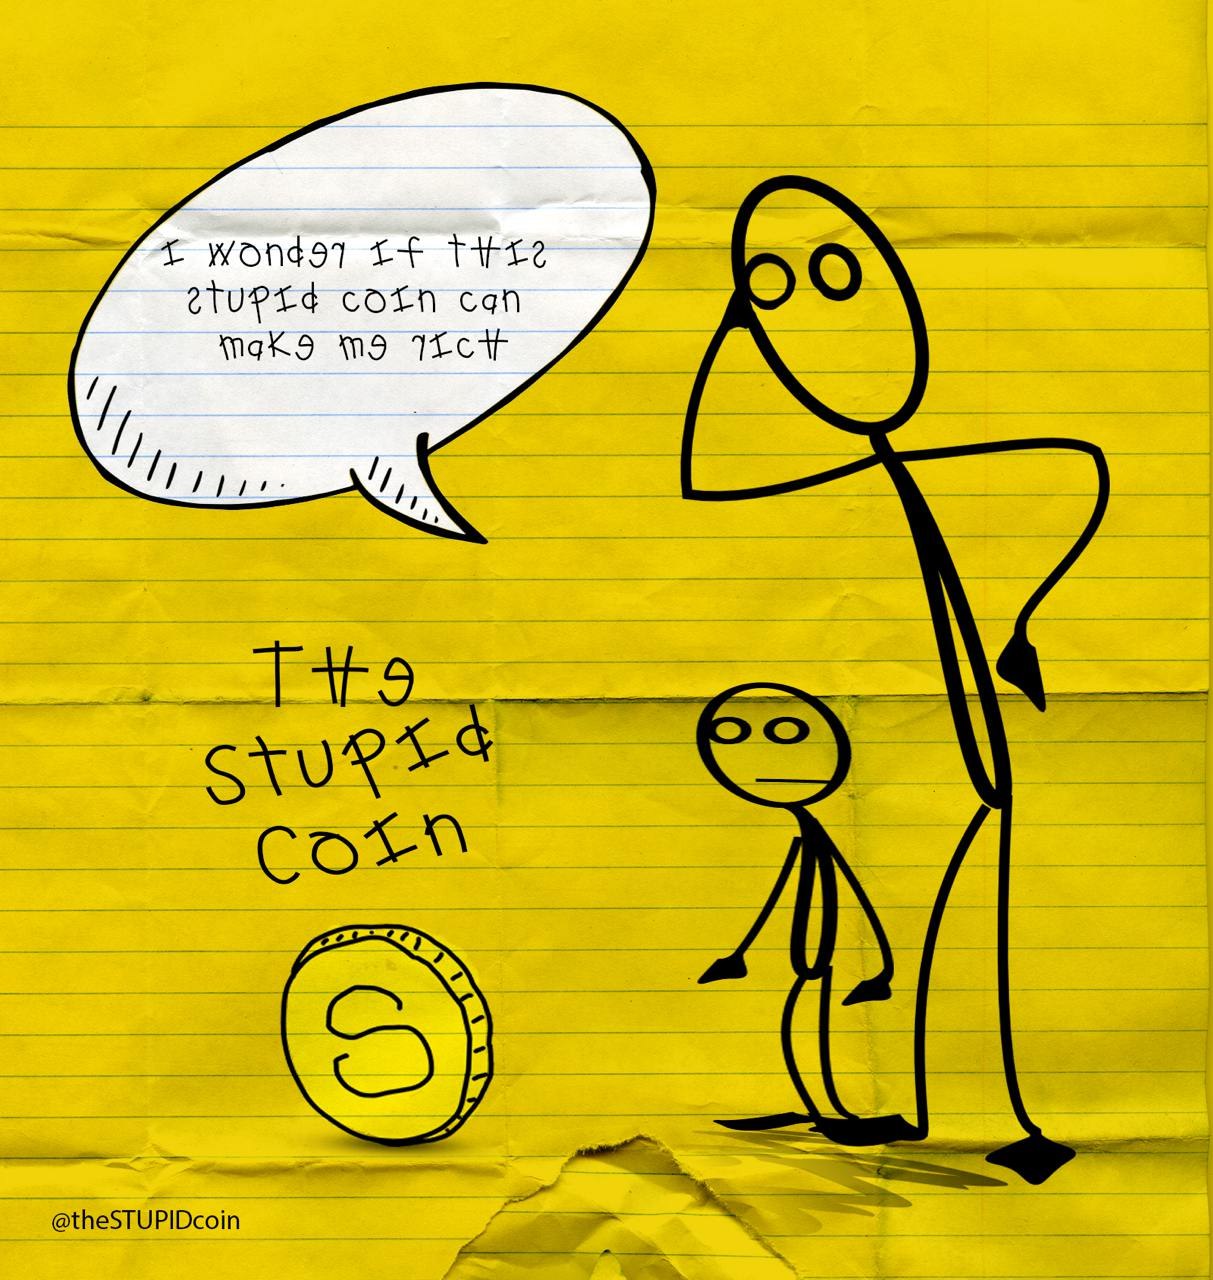 I wonder If tHIs
stupId coIn can
make me rIcH
THe
StupId
CoIn
S
@theSTUPIDcoin